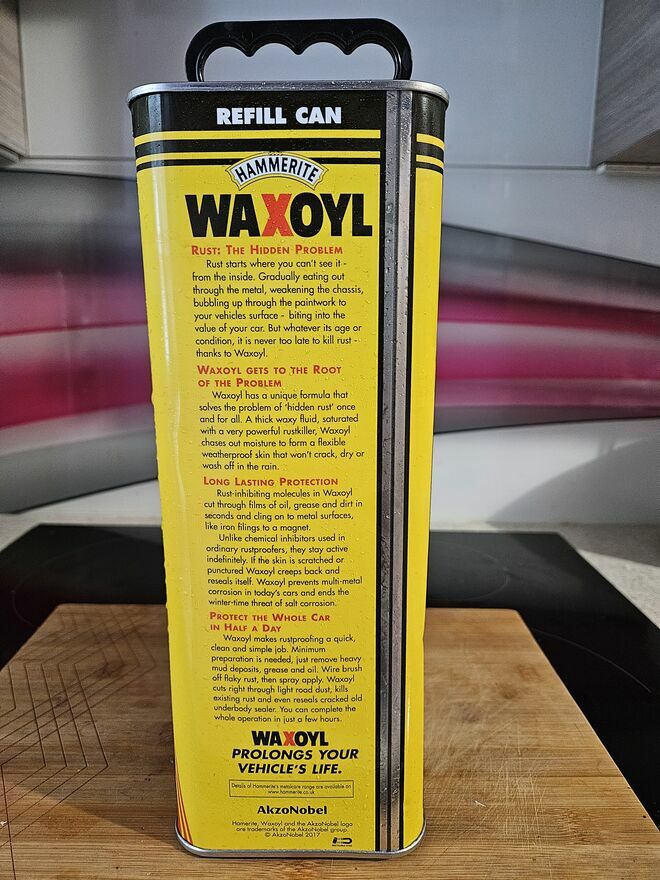 REFILL CAN
HAMMERITE
WAXOYL
RUST: THE HIDDEN PROBLEM
Rust starts where you can't see it -
from the inside. Gradually eating out
through the metal, weakening the chassis,
bubbling up through the paintwork to
your vehicles surface - biting into the
value of your car. But whatever its age or
condition, it is never too late to kill rust -
thanks to Waxoyl.
WAXOYL GETS TO THE ROOT
OF THE PROBLEM
Waxoyl has a unique formula that
solves the problem of 'hidden rust' once
and for all. A thick waxy fluid, saturated
with a very powerful rustkiller, Waxoyl
chases out moisture to form a flexible
weatherproof skin that won't crack, dry or
wash off in the rain.
LONG LASTING PROTECTION
Rust-inhibiting molecules in Waxoyl
cut through films of oil, grease and dirt in
seconds and cling on to metal surfaces,
like iron filings to a magnet.
Unlike chemical inhibitors used in
ordinary rustproofers, they stay active
indefinitely. If the skin is scratched or
punctured Waxoyl creeps back and
reseals itself. Waxoyl prevents multi-metal
corrosion in today's cars and ends the
winter-time threat of salt corrosion.
PROTECT THE WHOLE CAR
IN HALF A DAY
Waxoyl makes rustproofing a quick,
clean and simple job. Minimum
preparation is needed, just remove heavy
mud deposits, grease and oil. Wire brush
off flaky rust, then spray apply. Waxoyl
cuts right through light road dust, kills
existing rust and even reseals cracked old
underbody sealer. You can complete the
whole operation in just a few hours.
WAXOYL
PROLONGS YOUR
VEHICLE'S LIFE.
Details of Hammerite's metalcare range are available on
www.hammerite.co.uk
AkzoNobel
Hamerite, Waxoyl and the AkzoNobel logo
are trademarks of the AkzoNobel group.
© AkzoNobel 2017